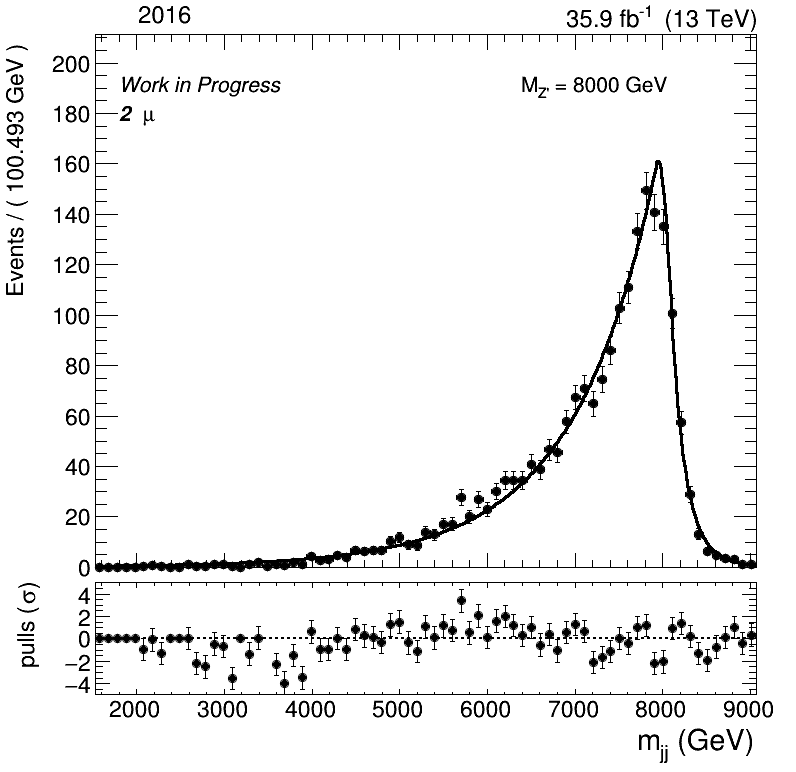 2016 35.9 fb⁻¹ (13 TeV)
Events / ( 100.493 GeV )
200
180
160
140
120
100
80
60
40
20
0
Work in Progress
2 μ
M_Z' = 8000 GeV
pulls (σ)
4
2
0
−2
−4
2000 3000 4000 5000 6000 7000 8000 9000
m_jj (GeV)